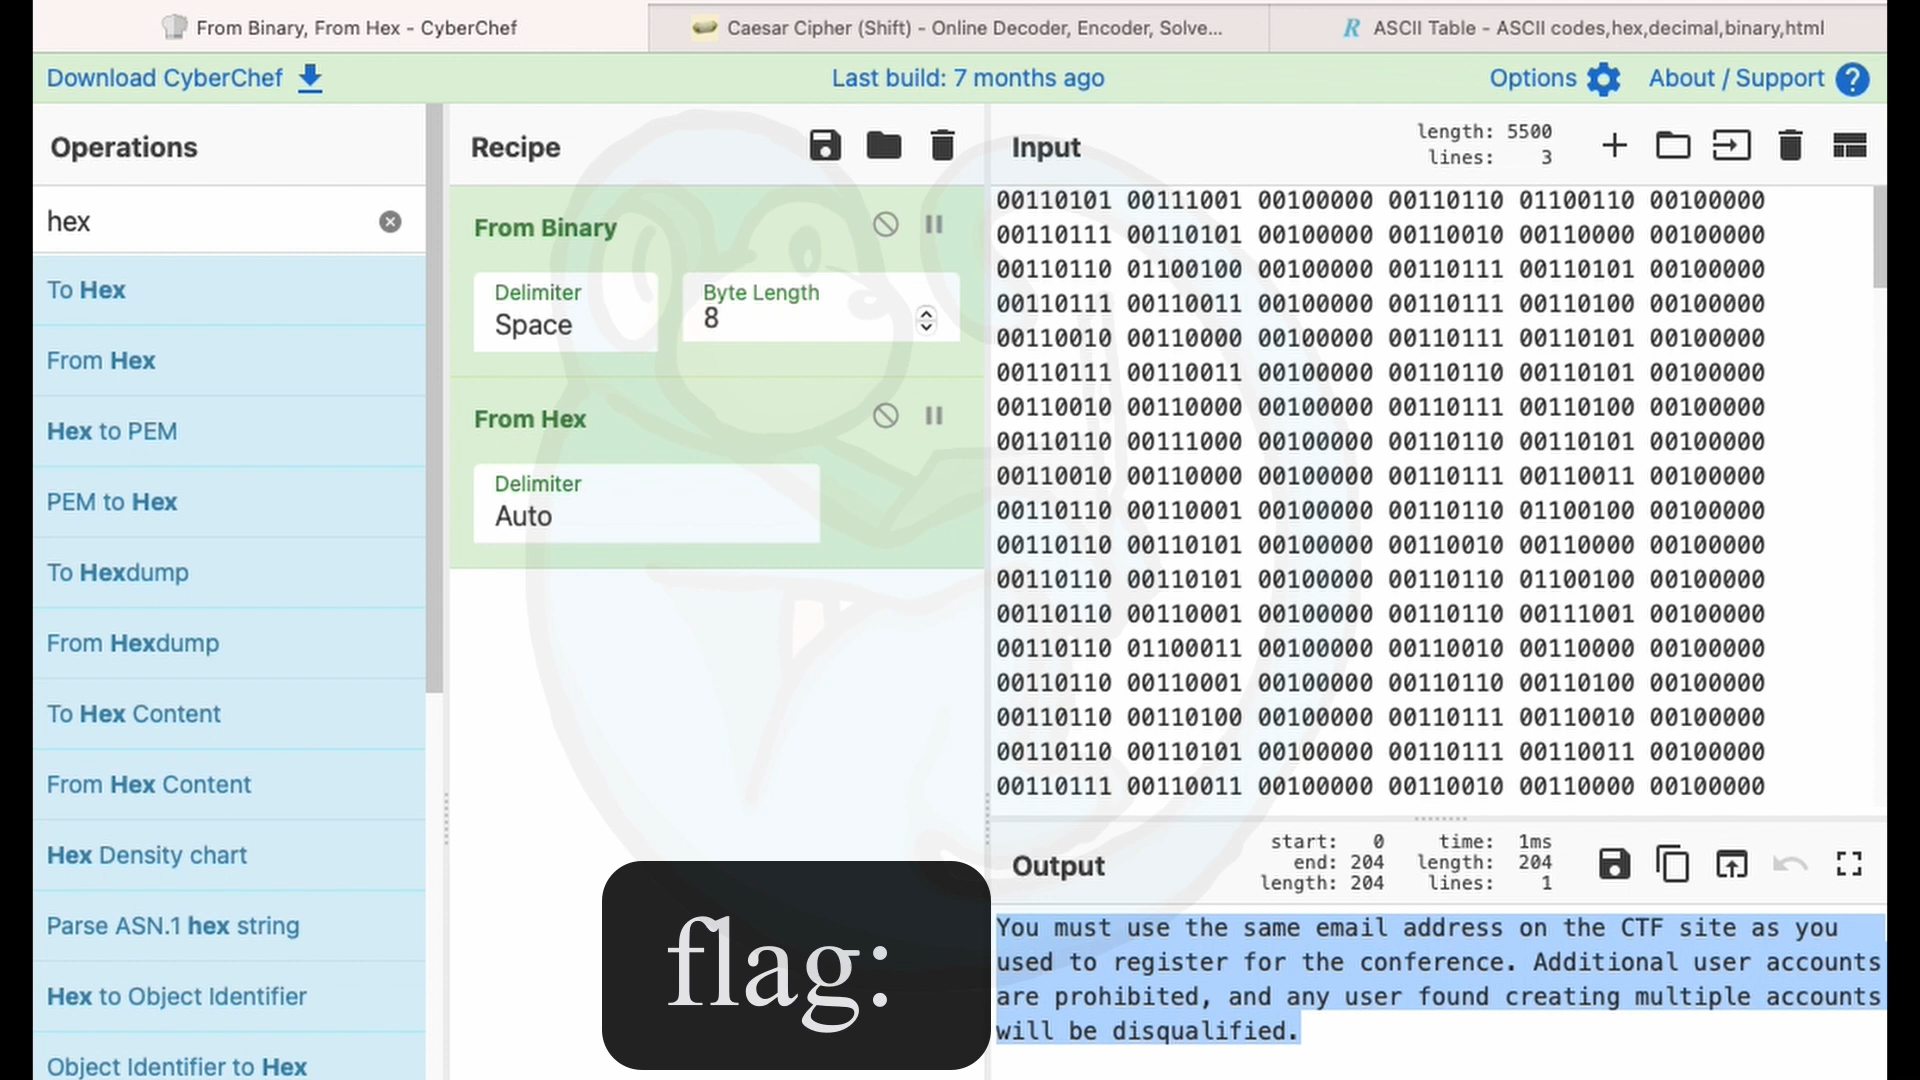 From Binary, From Hex - CyberChef
Caesar Cipher (Shift) - Online Decoder, Encoder, Solve...
R ASCII Table - ASCII codes,hex,decimal,binary,html
Download CyberChef
Last build: 7 months ago
Options
About / Support ?
Operations
hex
To Hex
From Hex
Hex to PEM
PEM to Hex
To Hexdump
From Hexdump
To Hex Content
From Hex Content
Hex Density chart
Parse ASN.1 hex string
Hex to Object Identifier
Object Identifier to Hex
Recipe
From Binary
Delimiter
Space
Byte Length
8
From Hex
Delimiter
Auto
Input
length: 5500
lines: 3
00110101 00111001 00100000 00110110 01100110 00100000
00110111 00110101 00100000 00110010 00110000 00100000
00110110 01100100 00100000 00110111 00110101 00100000
00110111 00110011 00100000 00110111 00110100 00100000
00110010 00110000 00100000 00110111 00110101 00100000
00110111 00110011 00100000 00110110 00110101 00100000
00110010 00110000 00100000 00110111 00110100 00100000
00110110 00111000 00100000 00110110 00110101 00100000
00110010 00110000 00100000 00110111 00110011 00100000
00110110 00110001 00100000 00110110 01100100 00100000
00110110 00110101 00100000 00110010 00110000 00100000
00110110 00110101 00100000 00110110 01100100 00100000
00110110 00110001 00100000 00110110 00111001 00100000
00110110 01100011 00100000 00110010 00110000 00100000
00110110 00110001 00100000 00110110 00110100 00100000
00110110 00110100 00100000 00110111 00110010 00100000
00110110 00110101 00100000 00110111 00110011 00100000
00110111 00110011 00100000 00110010 00110000 00100000
Output
start: 0
end: 204
length: 204
time: 1ms
length: 204
lines: 1
You must use the same email address on the CTF site as you
used to register for the conference. Additional user accounts
are prohibited, and any user found creating multiple accounts
will be disqualified.
flag: